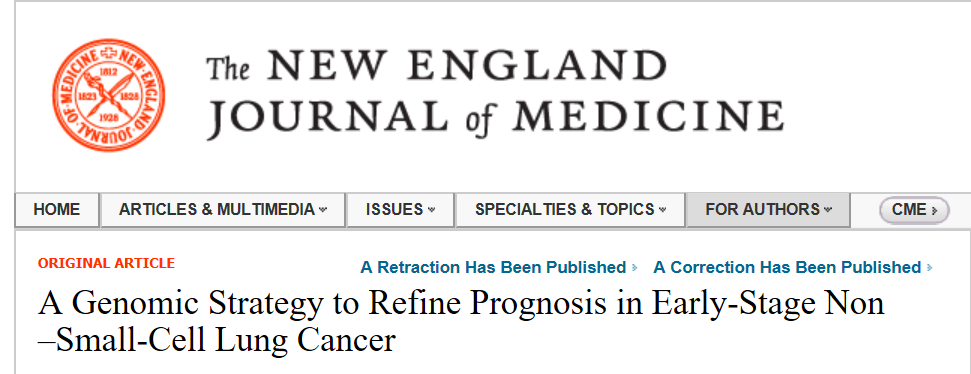 The NEW ENGLAND
JOURNAL of MEDICINE
NEW-ENGLAND JOURNAL-OF-MEDICINE
1812
1823 1828
1928
HOME ARTICLES & MULTIMEDIA ISSUES SPECIALTIES & TOPICS FOR AUTHORS CME
ORIGINAL ARTICLE A Retraction Has Been Published A Correction Has Been Published
A Genomic Strategy to Refine Prognosis in Early-Stage Non
–Small-Cell Lung Cancer